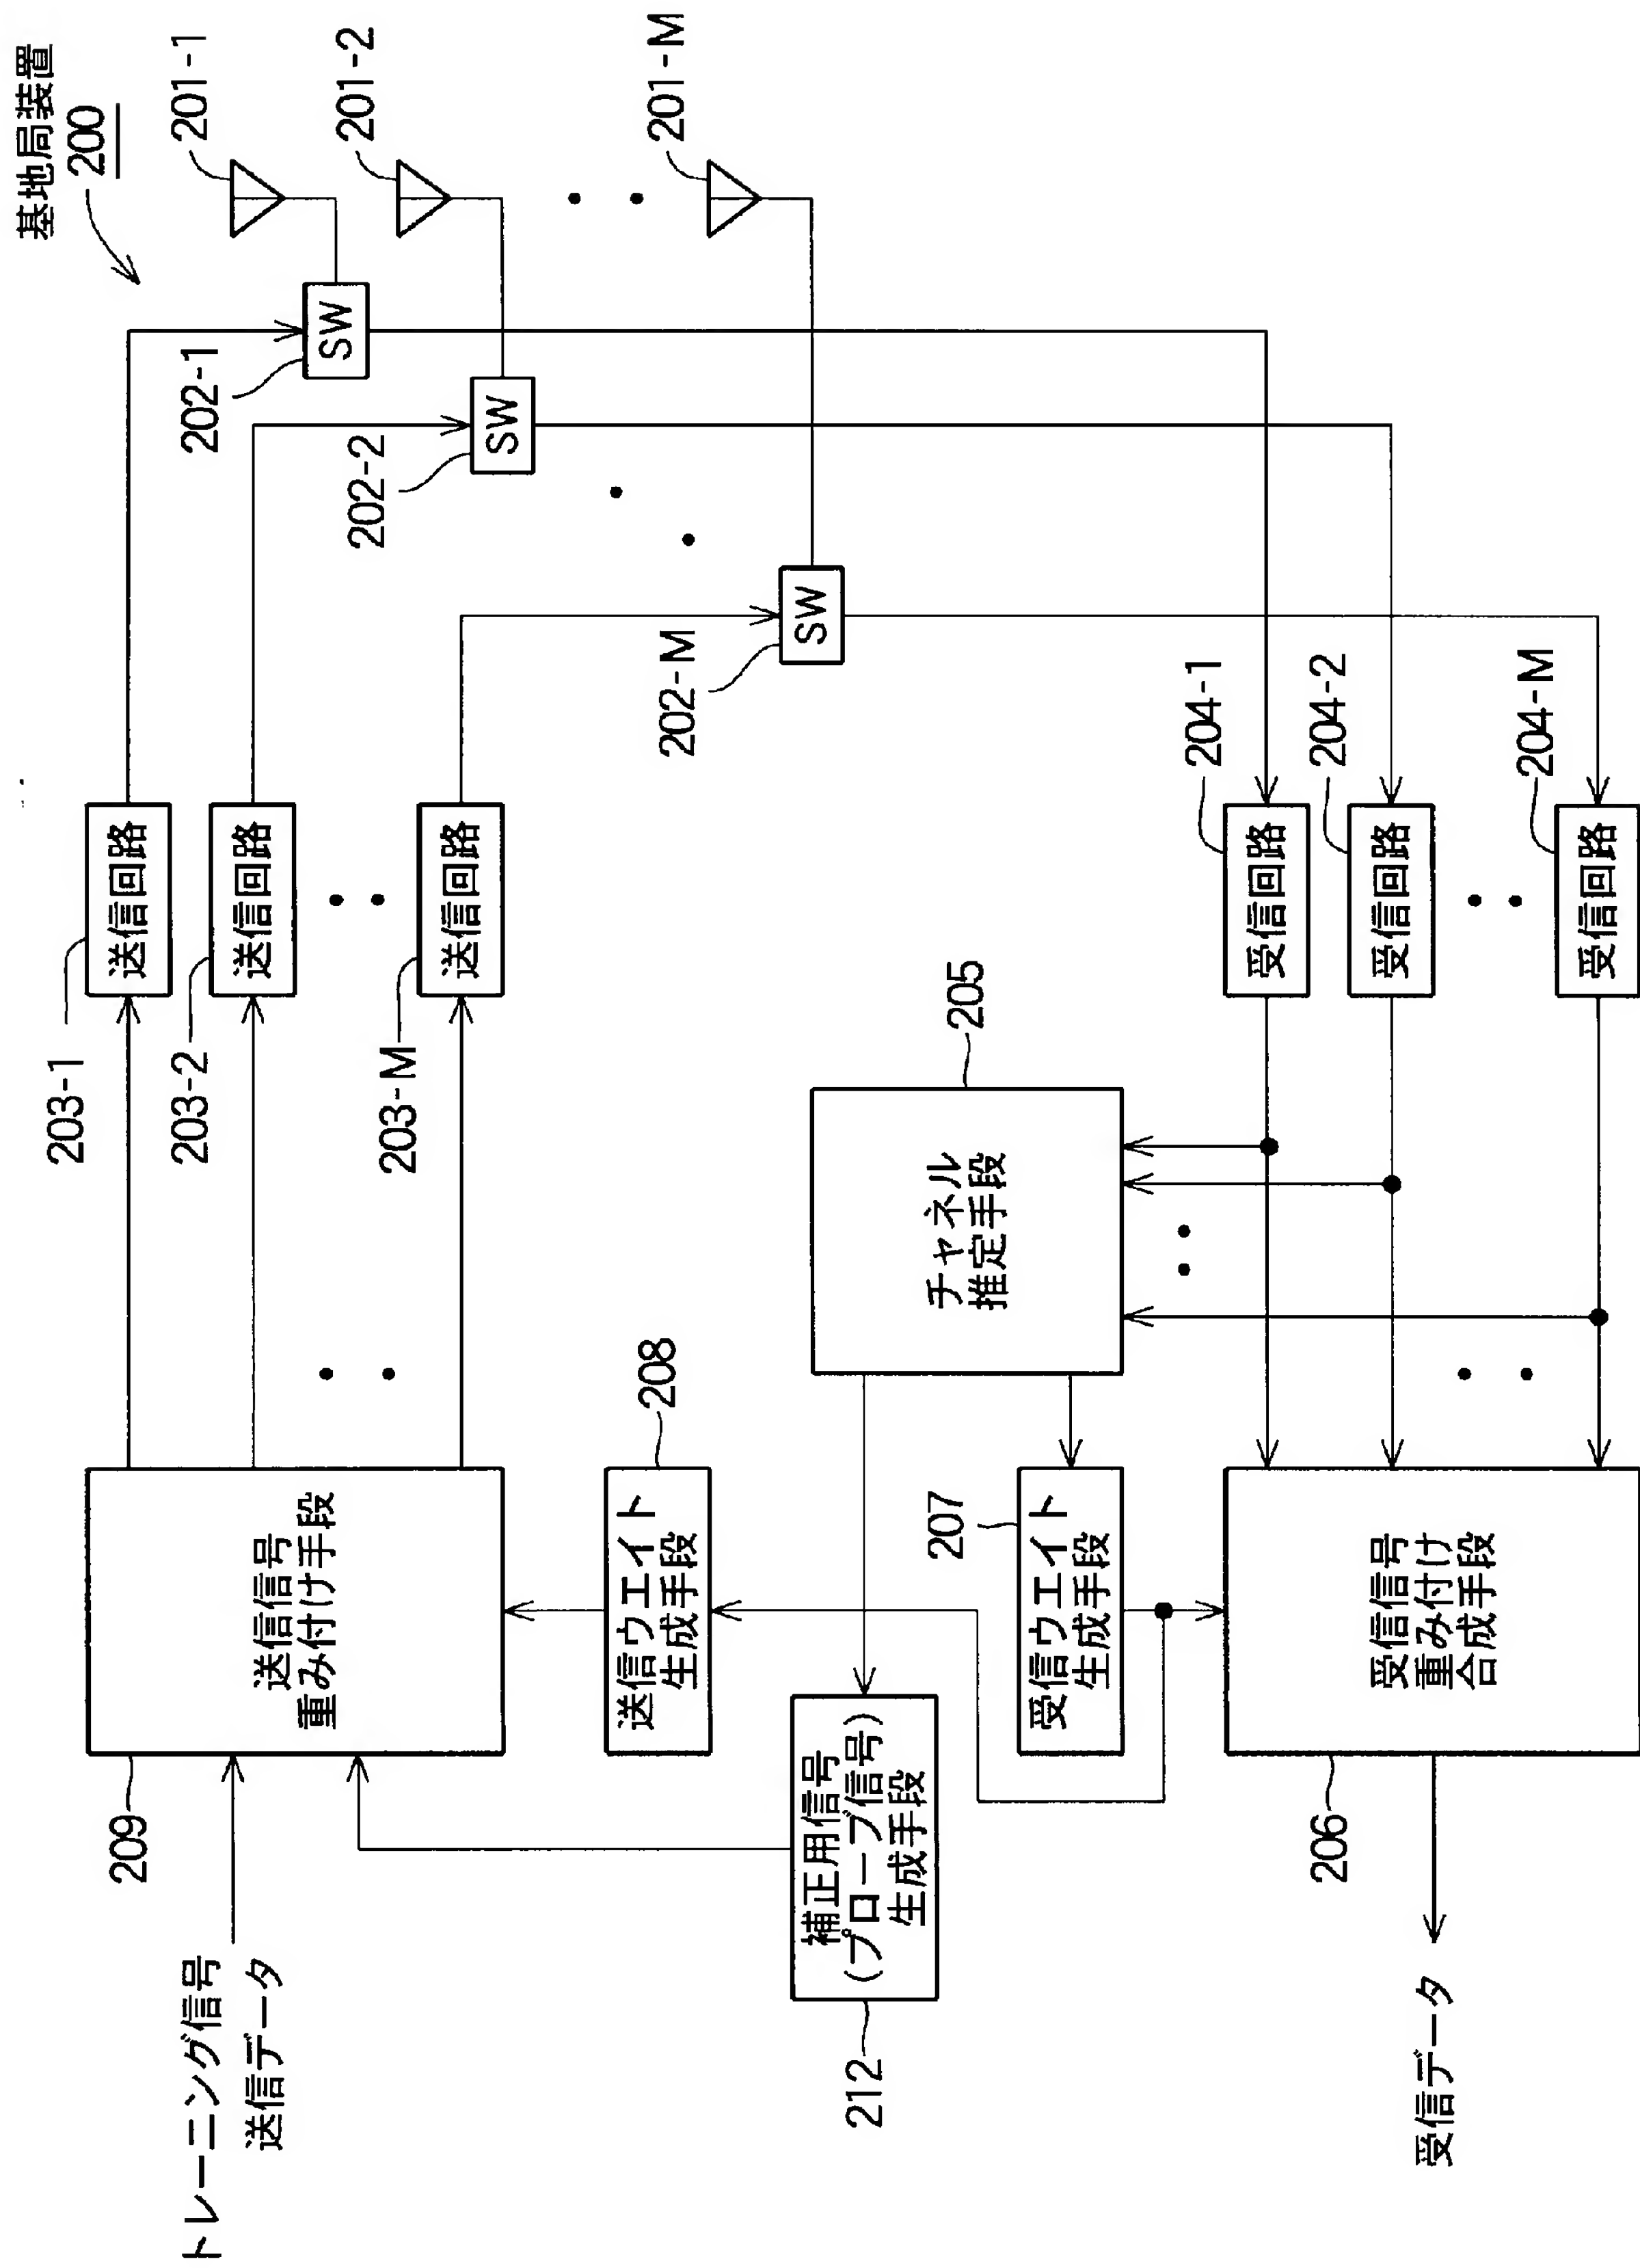 基地局装置
200
201-1
201-2
201-M
SW
202-1
SW
202-2
SW
202-M
送信回路
203-1
送信回路
203-2
送信回路
203-M
受信回路
204-1
受信回路
204-2
受信回路
204-M
チャネル
推定手段
205
送信信号
重み付け手段
209
送信ウエイト
生成手段
208
受信ウエイト
生成手段
207
受信信号
重み付け
合成手段
206
補正用信号
(プローブ信号)
生成手段
212
トレーニング信号
送信データ
受信データ